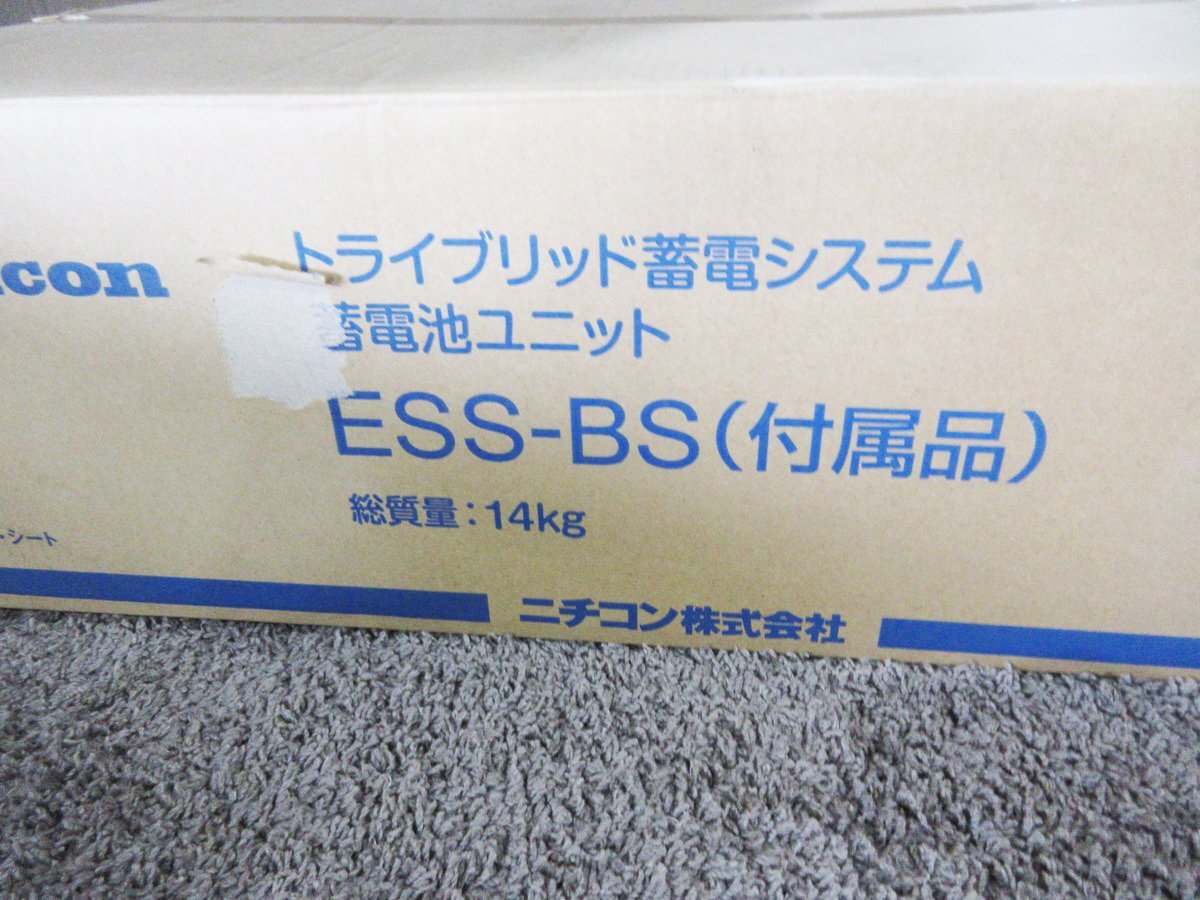 icon
トライブリッド蓄電システム
蓄電池ユニット
ESS-BS(付属品)
総質量:14kg
・シート
ニチコン株式会社